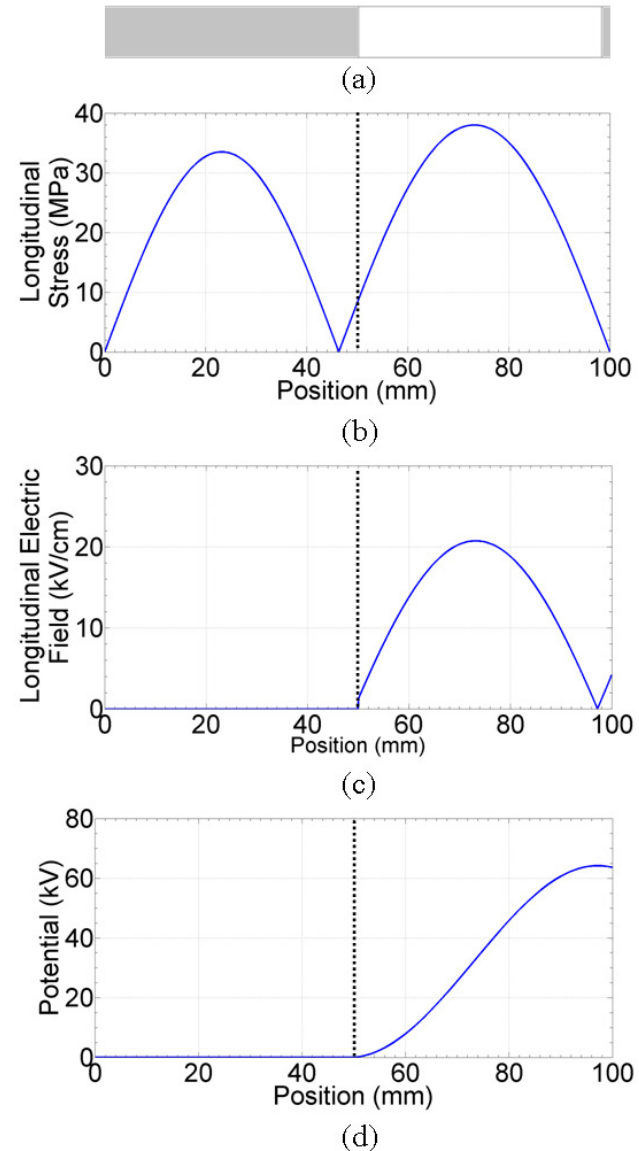 (a)
Longitudinal
Stress (MPa)
40
30
20
10
0
0 20 40 60 80 100
Position (mm)
(b)
Longitudinal Electric
Field (kV/cm)
30
20
10
0
0 20 40 60 80 100
Position (mm)
(c)
Potential (kV)
80
60
40
20
0
0 20 40 60 80 100
Position (mm)
(d)